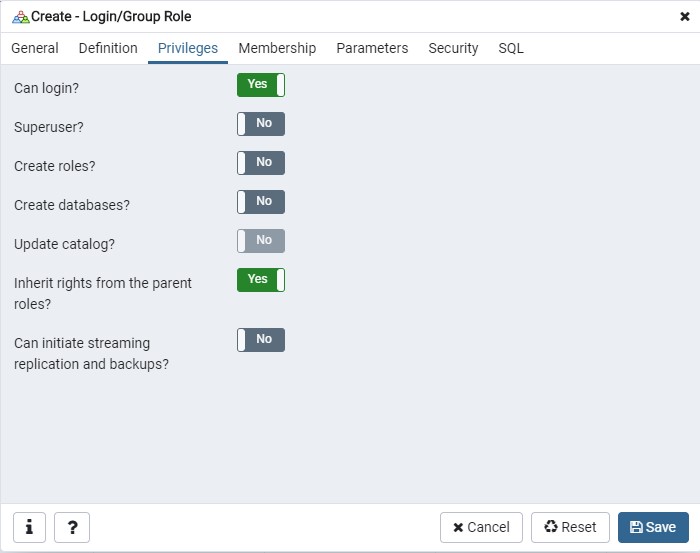 Create - Login/Group Role
General Definition Privileges Membership Parameters Security SQL
Can login? Yes
Superuser? No
Create roles? No
Create databases? No
Update catalog? No
Inherit rights from the parent Yes
roles?
Can initiate streaming No
replication and backups?
i ? Cancel Reset Save